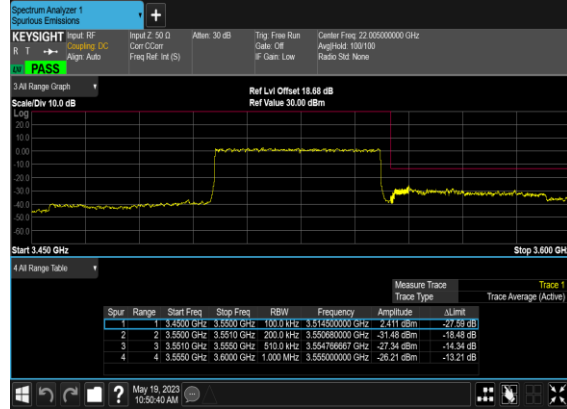 Spectrum Analyzer 1
Spurious Emissions
+
KEYSIGHT Input: RF Input Z: 50 Ω Atten: 30 dB Trig: Free Run Center Freq: 22.005000000 GHz
R T Coupling: DC Corr CCorr Gate: Off Avg|Hold: 100/100
Align: Auto Freq Ref: Int (S) IF Gain: Low Radio Std: None
PASS
3 All Range Graph Ref Lvl Offset 18.68 dB
Scale/Div 10.0 dB Ref Value 30.00 dBm
Log
20.0
10.0
0.00
-10.0
-20.0
-30.0
-40.0
-50.0
-60.0
Start 3.450 GHz Stop 3.600 GHz
4 All Range Table
Measure Trace Trace 1
Trace Type Trace Average (Active)
Spur Range Start Freq Stop Freq RBW Frequency Amplitude ΔLimit
1 1 3.4500 GHz 3.5500 GHz 100.0 kHz 3.514500000 GHz 2.411 dBm -27.59 dB
2 2 3.5500 GHz 3.5510 GHz 200.0 kHz 3.550680000 GHz -31.48 dBm -18.48 dB
3 3 3.5510 GHz 3.5550 GHz 510.0 kHz 3.554766667 GHz -27.34 dBm -14.34 dB
4 4 3.5550 GHz 3.6000 GHz 1.000 MHz 3.555000000 GHz -26.21 dBm -13.21 dB
? May 19, 2023
10:50:40 AM